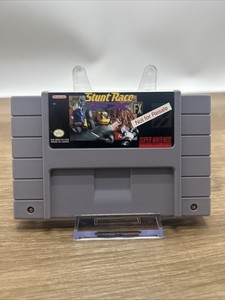 Stunt Race
FX
Not for Resale
SUPER NINTENDO